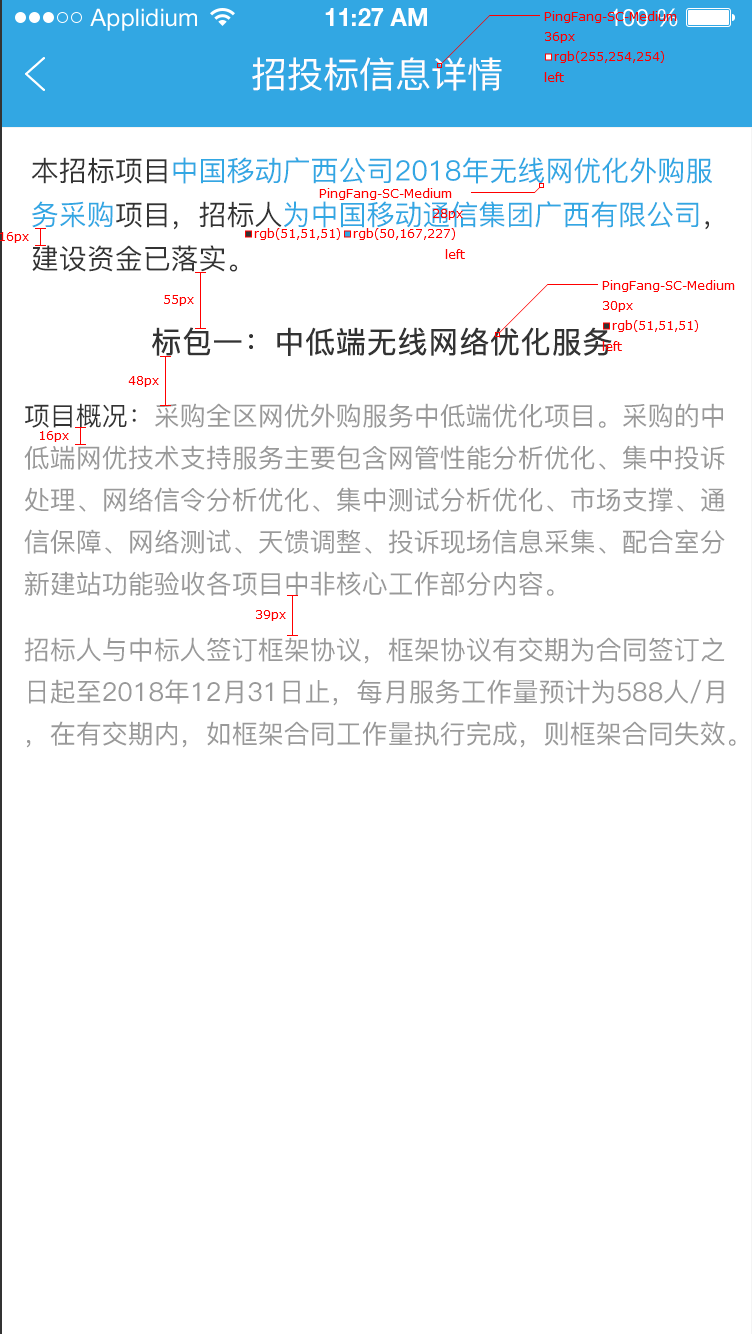 Applidium 11:27 AM 100 %
PingFang-SC-Medium
36px
rgb(255,254,254)
left
招投标信息详情
本招标项目中国移动广西公司2018年无线网优化外购服
PingFang-SC-Medium
务采购项目，招标人为中国移动通信集团广西有限公司，
28px
16px
rgb(51,51,51) rgb(50,167,227)
left
建设资金已落实。
55px
PingFang-SC-Medium
30px
rgb(51,51,51)
left
标包一：中低端无线网络优化服务
48px
项目概况：采购全区网优外购服务中低端优化项目。采购的中
16px
低端网优技术支持服务主要包含网管性能分析优化、集中投诉
处理、网络信令分析优化、集中测试分析优化、市场支撑、通
信保障、网络测试、天馈调整、投诉现场信息采集、配合室分
新建站功能验收各项目中非核心工作部分内容。
39px
招标人与中标人签订框架协议，框架协议有交期为合同签订之
日起至2018年12月31日止，每月服务工作量预计为588人/月
，在有交期内，如框架合同工作量执行完成，则框架合同失效。